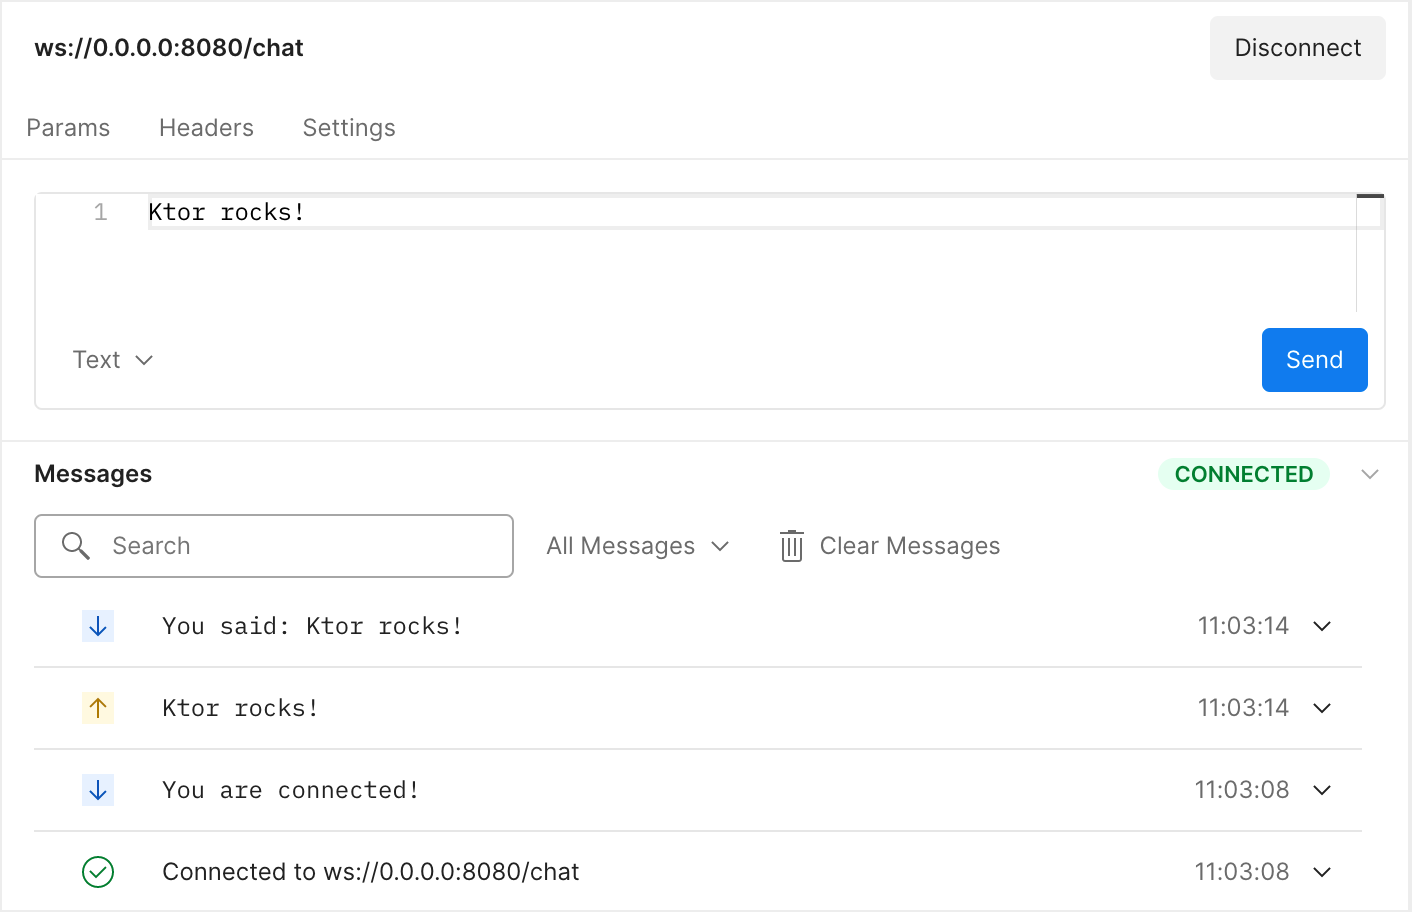 ws://0.0.0.0:8080/chat
Disconnect
Params Headers Settings
1 Ktor rocks!
Text
Send
Messages
CONNECTED
Search
All Messages
Clear Messages
You said: Ktor rocks! 11:03:14
Ktor rocks! 11:03:14
You are connected! 11:03:08
Connected to ws://0.0.0.0:8080/chat 11:03:08